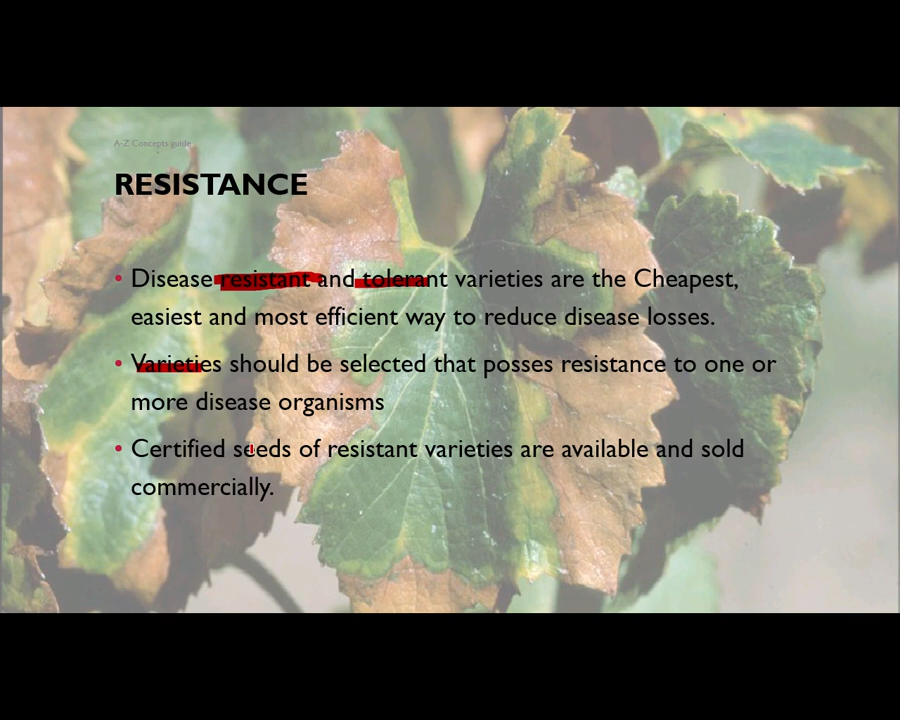 A-Z Concepts guide
RESISTANCE
• Disease resistant and tolerant varieties are the Cheapest,
easiest and most efficient way to reduce disease losses.
• Varieties should be selected that posses resistance to one or
more disease organisms
• Certified seeds of resistant varieties are available and sold
commercially.